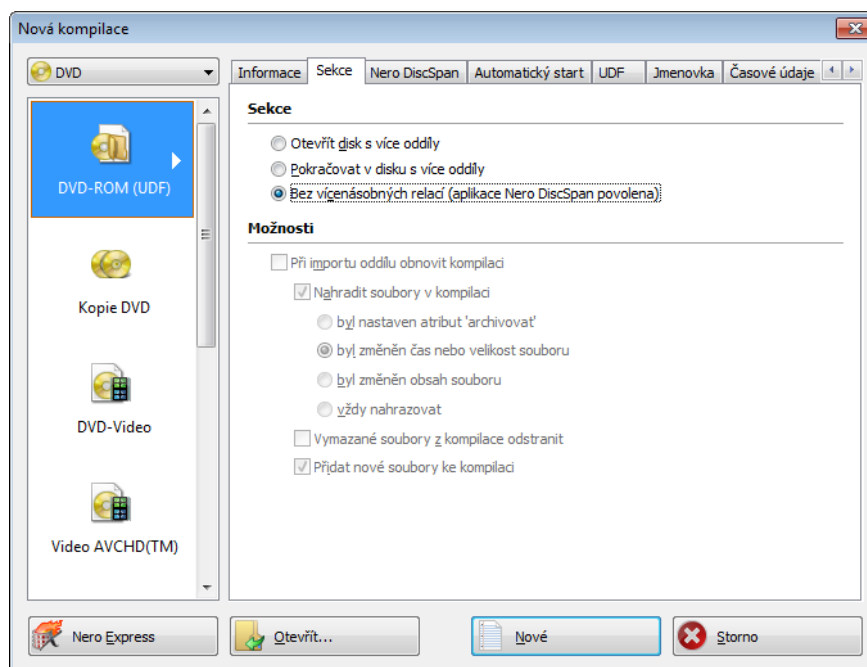 Nová kompilace
DVD
Informace Sekce Nero DiscSpan Automatický start UDF Jmenovka Časové údaje
DVD-ROM (UDF)
Kopie DVD
DVD-Video
Video AVCHD(TM)
Sekce
Otevřít disk s více oddíly
Pokračovat v disku s více oddíly
Bez vícenásobných relací (aplikace Nero DiscSpan povolena)
Možnosti
Při importu oddílu obnovit kompilaci
Nahradit soubory v kompilaci
byl nastaven atribut 'archivovat'
byl změněn čas nebo velikost souboru
byl změněn obsah souboru
vždy nahrazovat
Vymazané soubory z kompilace odstranit
Přidat nové soubory ke kompilaci
Nero Express Otevřít... Nové Storno